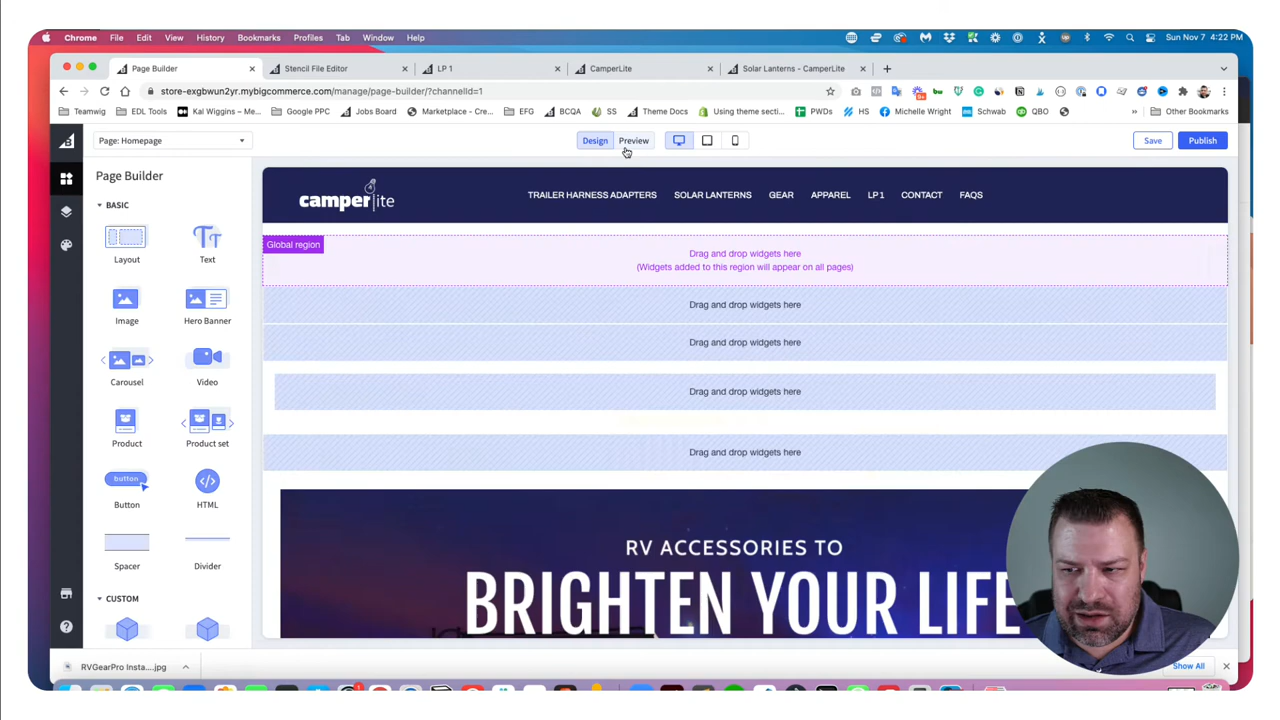 Chrome File Edit View History Bookmarks Profiles Tab Window Help Sun Nov 7 4:22 PM
Page Builder Stencil File Editor LP 1 CamperLite Solar Lanterns - CamperLite
store-exgbwun2yr.mybigcommerce.com/manage/page-builder/?channelId=1
Teamwig EDL Tools Kal Wiggins – Me... Google PPC Jobs Board Marketplace - Cre... EFG BCQA SS Theme Docs Using theme secti... PWDs HS Michelle Wright Invoices Schwab QBO Other Bookmarks
Page: Homepage Design Preview Save Publish
Page Builder
BASIC
Layout Text
Image Hero Banner
Carousel Video
Product Product set
button
Button HTML
Spacer Divider
CUSTOM
camperlite TRAILER HARNESS ADAPTERS SOLAR LANTERNS GEAR APPAREL LP 1 CONTACT FAQS
Global region
Drag and drop widgets here
(Widgets added to this region will appear on all pages)
Drag and drop widgets here
Drag and drop widgets here
Drag and drop widgets here
Drag and drop widgets here
RV ACCESSORIES TO
BRIGHTEN YOUR LIFE
RVGearPro Insta....jpg Show All